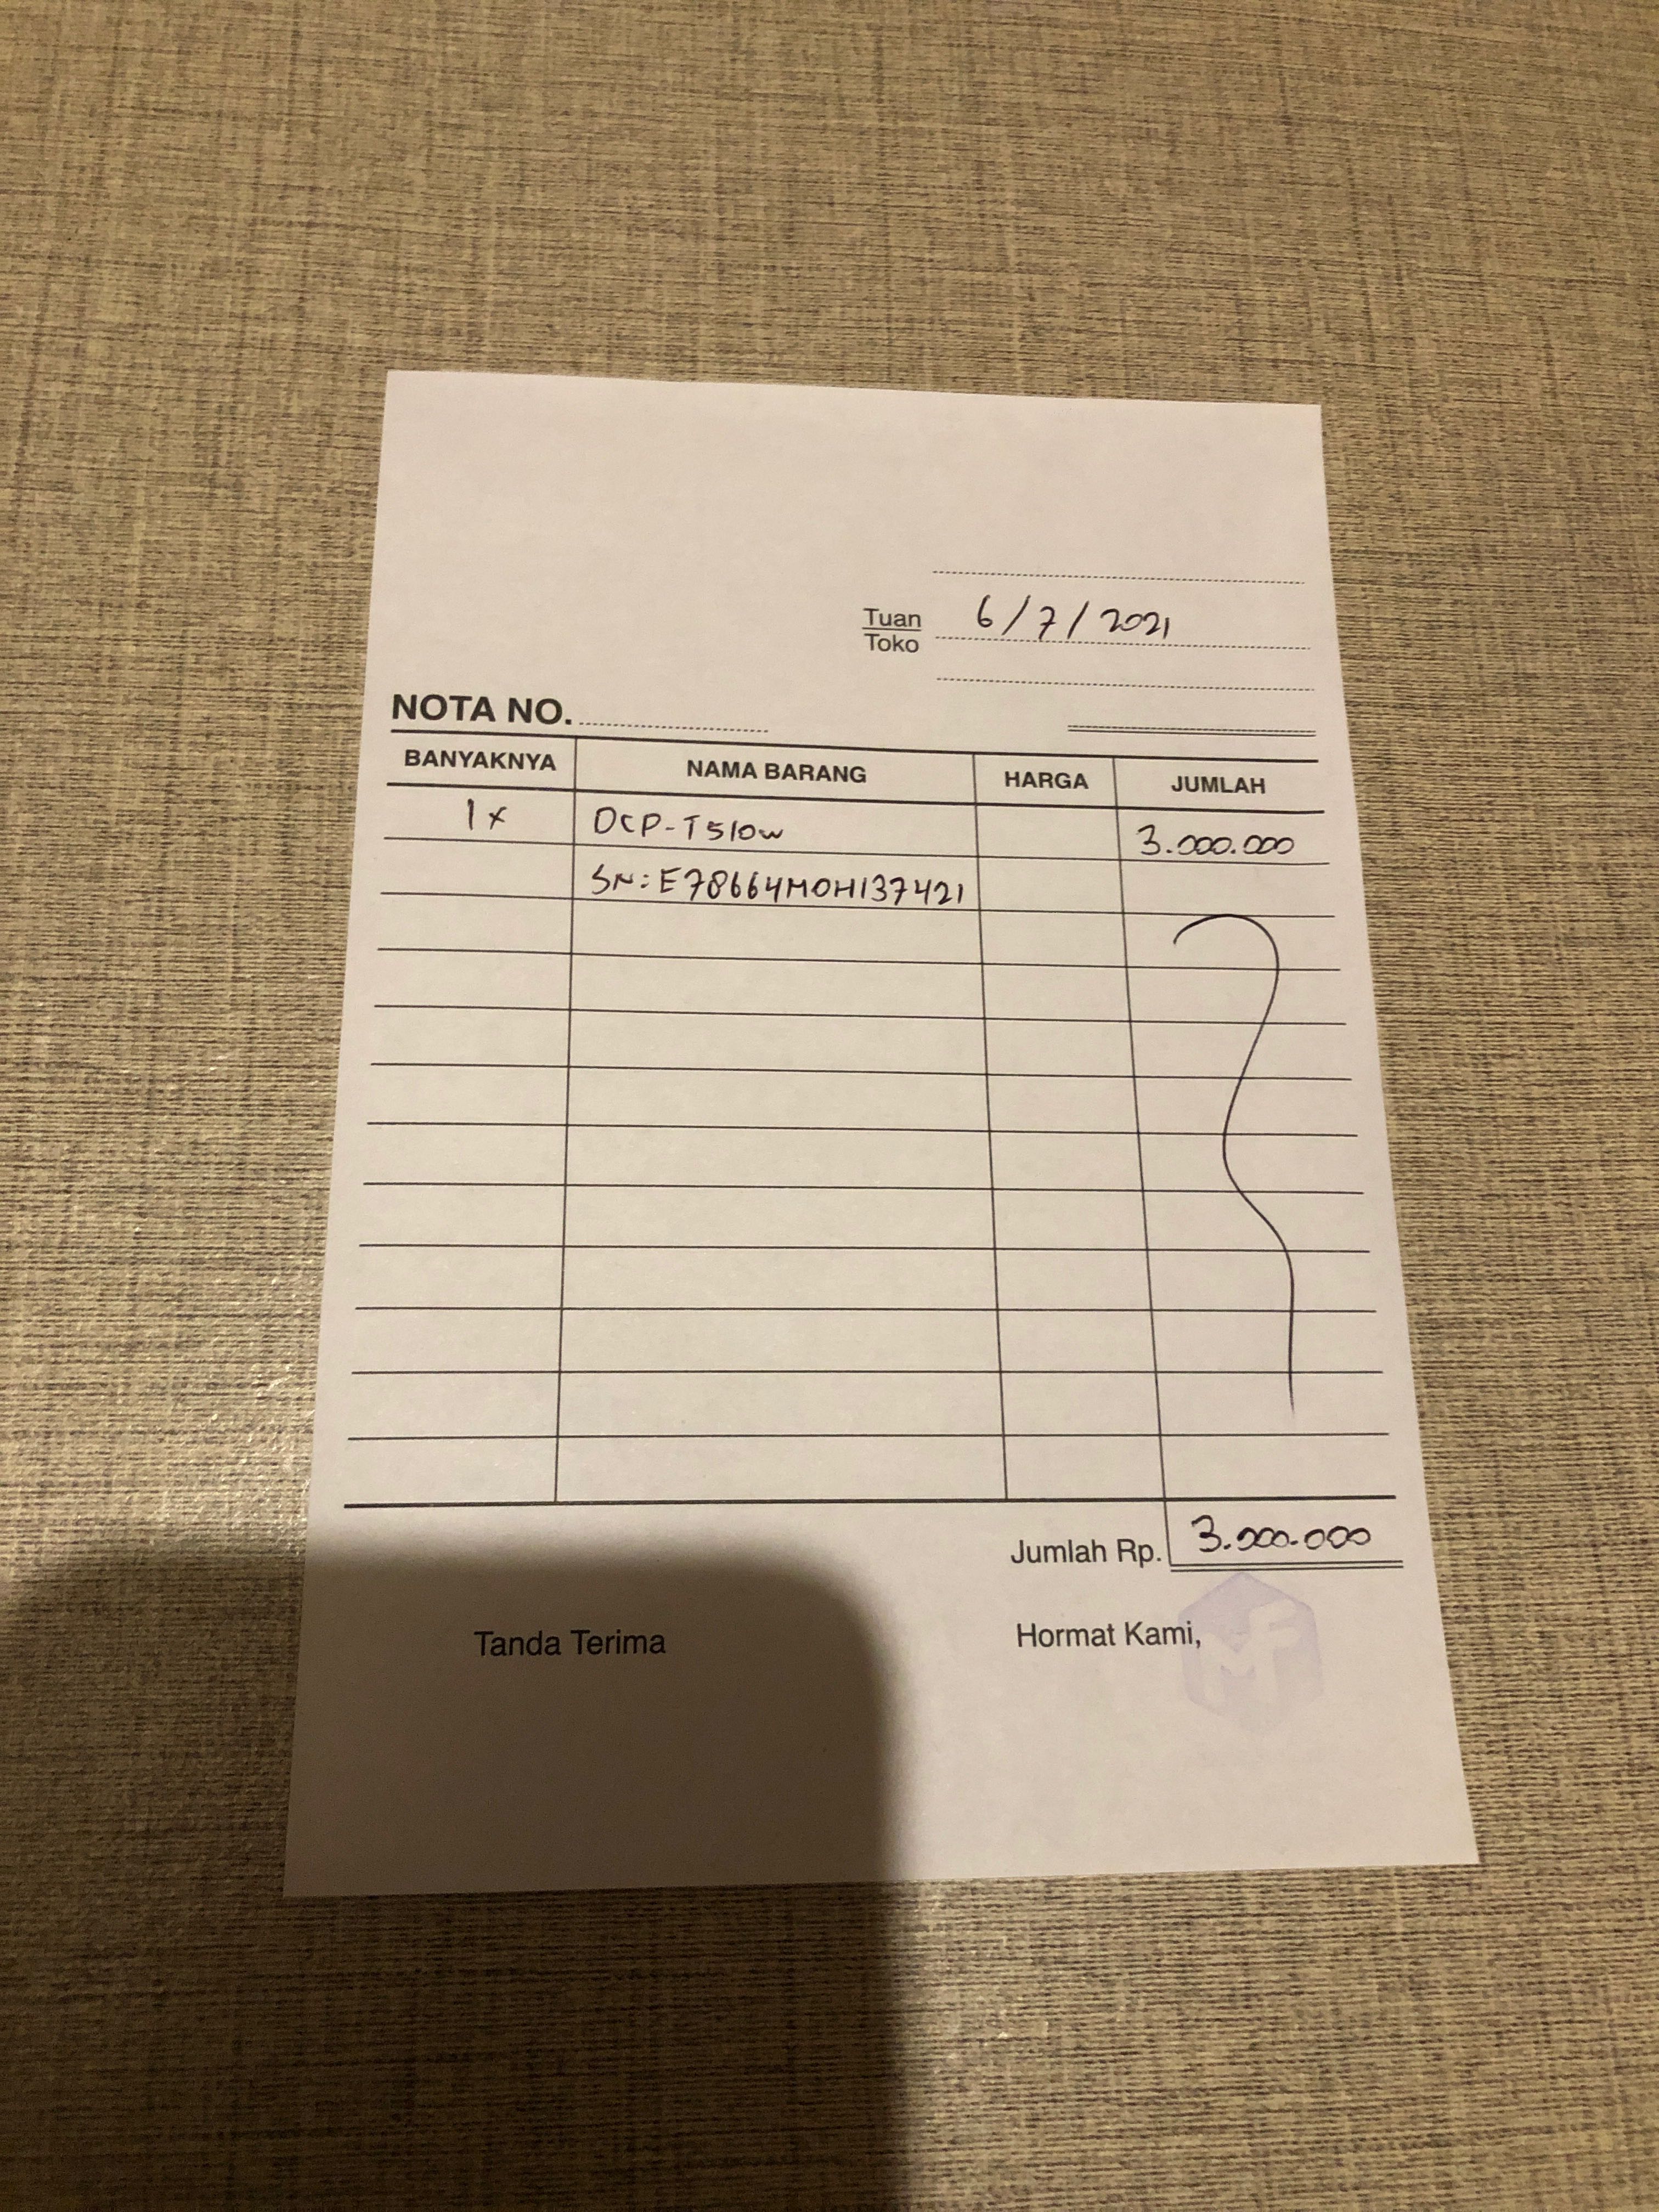 6/7/2021
Tuan
Toko
NOTA NO.
BANYAKNYA NAMA BARANG HARGA JUMLAH
1x DCP-T510w 3.000.000
SN: E78664M0H137421
Jumlah Rp. 3.000.000
Tanda Terima Hormat Kami,
MF